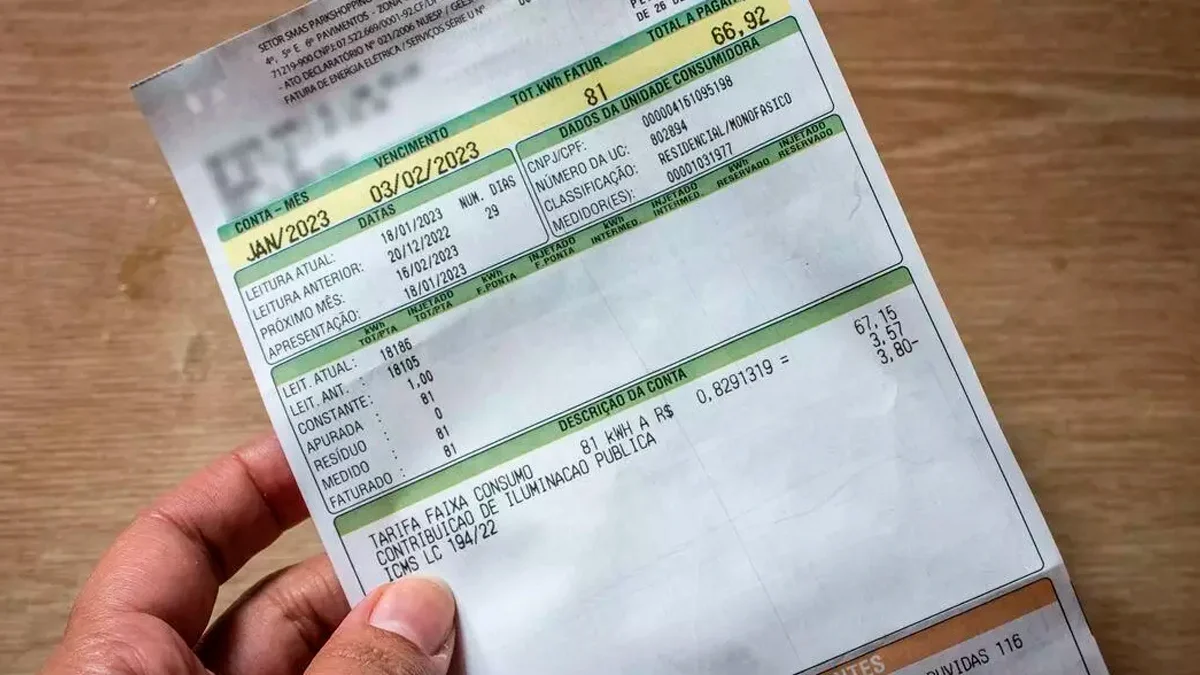 SETOR SMAS PARKSHOPPING - ZONA
4º, 5º E 6º PAVIMENTOS
71219-900 CNPJ:07.522.669/0001-92
- ATO DECLARATÓRIO Nº 021/2006 NUESP /
FATURA DE ENERGIA ELÉTRICA / SERVIÇOS SÉRIE U Nº
DE 26 DE
CONTA - MÊS VENCIMENTO TOT.kWh FATUR. TOTAL A PAGAR
JAN/2023 03/02/2023 81 66,92
DATAS
LEITURA ATUAL: 18/01/2023 NUM. DIAS
LEITURA ANTERIOR: 20/12/2022 29
PRÓXIMO MÊS: 16/02/2023
APRESENTAÇÃO: 18/01/2023
DADOS DA UNIDADE CONSUMIDORA
CNPJ/CPF: 000004161095198
NÚMERO DA UC: 802894
CLASSIFICAÇÃO: RESIDENCIAL/MONOFASICO
MEDIDOR(ES): 00001031977
kWh TOT/PTA INJETADO TOT/PTA kWh F.PONTA INJETADO F.PONTA kWh INTERMED. INJETADO INTERMED. kWh RESERVADO INJETADO RESERVADO
LEIT. ATUAL: 18186
LEIT. ANT. : 18105
CONSTANTE: 1,00
APURADA : 81
RESÍDUO : 0
MEDIDO : 81
FATURADO : 81
DESCRIÇÃO DA CONTA
TARIFA FAIXA CONSUMO 81 KWH A R$ 0,8291319 = 67,15
CONTRIBUICAO DE ILUMINACAO PUBLICA 3,57
ICMS LC 194/22 3,80-
DUVIDAS 116